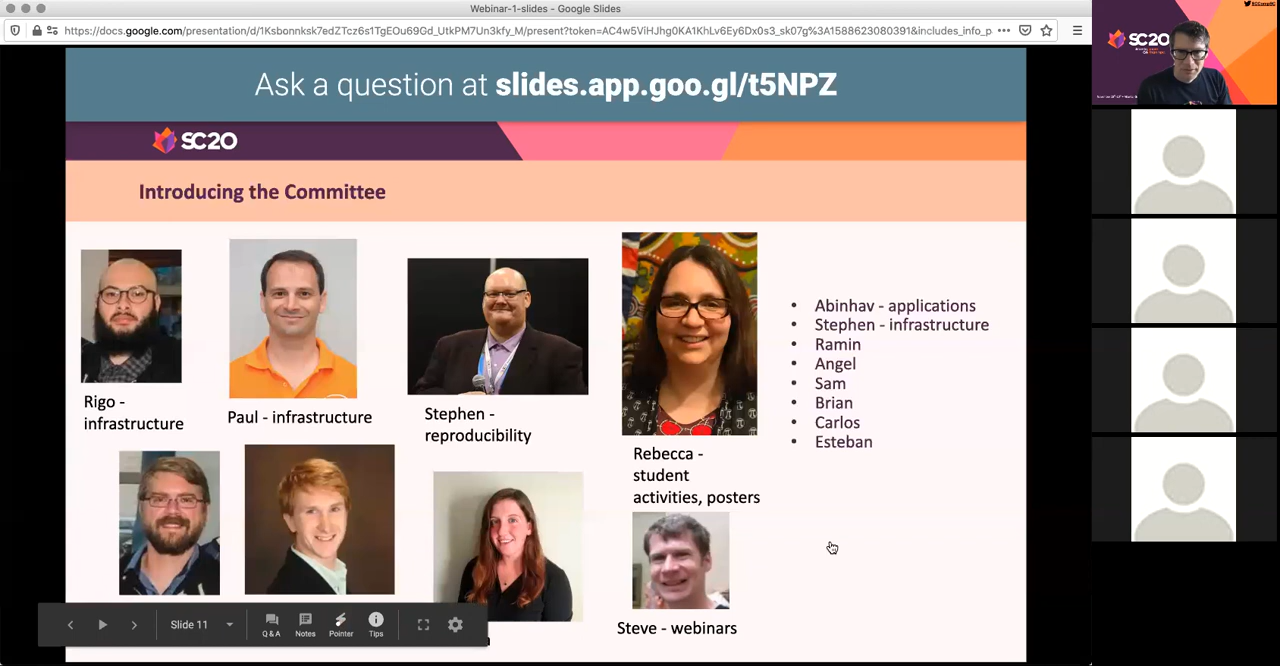 Webinar-1-slides - Google Slides
https://docs.google.com/presentation/d/1Ksbonnksk7edZTcz6s1TgEOu69Gd_UtkPM7Un3kfy_M/present?token=AC4w5ViHJhg0KA1KhLv6Ey6Dx0s3_sk07g%3A1588623080391&includes_info_p
Ask a question at slides.app.goo.gl/t5NPZ
SC20
SC20
Introducing the Committee
Rigo -
infrastructure
Paul - infrastructure
Stephen -
reproducibility
Rebecca -
student
activities, posters
• Abinhav - applications
• Stephen - infrastructure
• Ramin
• Angel
• Sam
• Brian
• Carlos
• Esteban
Steve - webinars
Slide 11
Q & A
Notes
Pointer
Tips